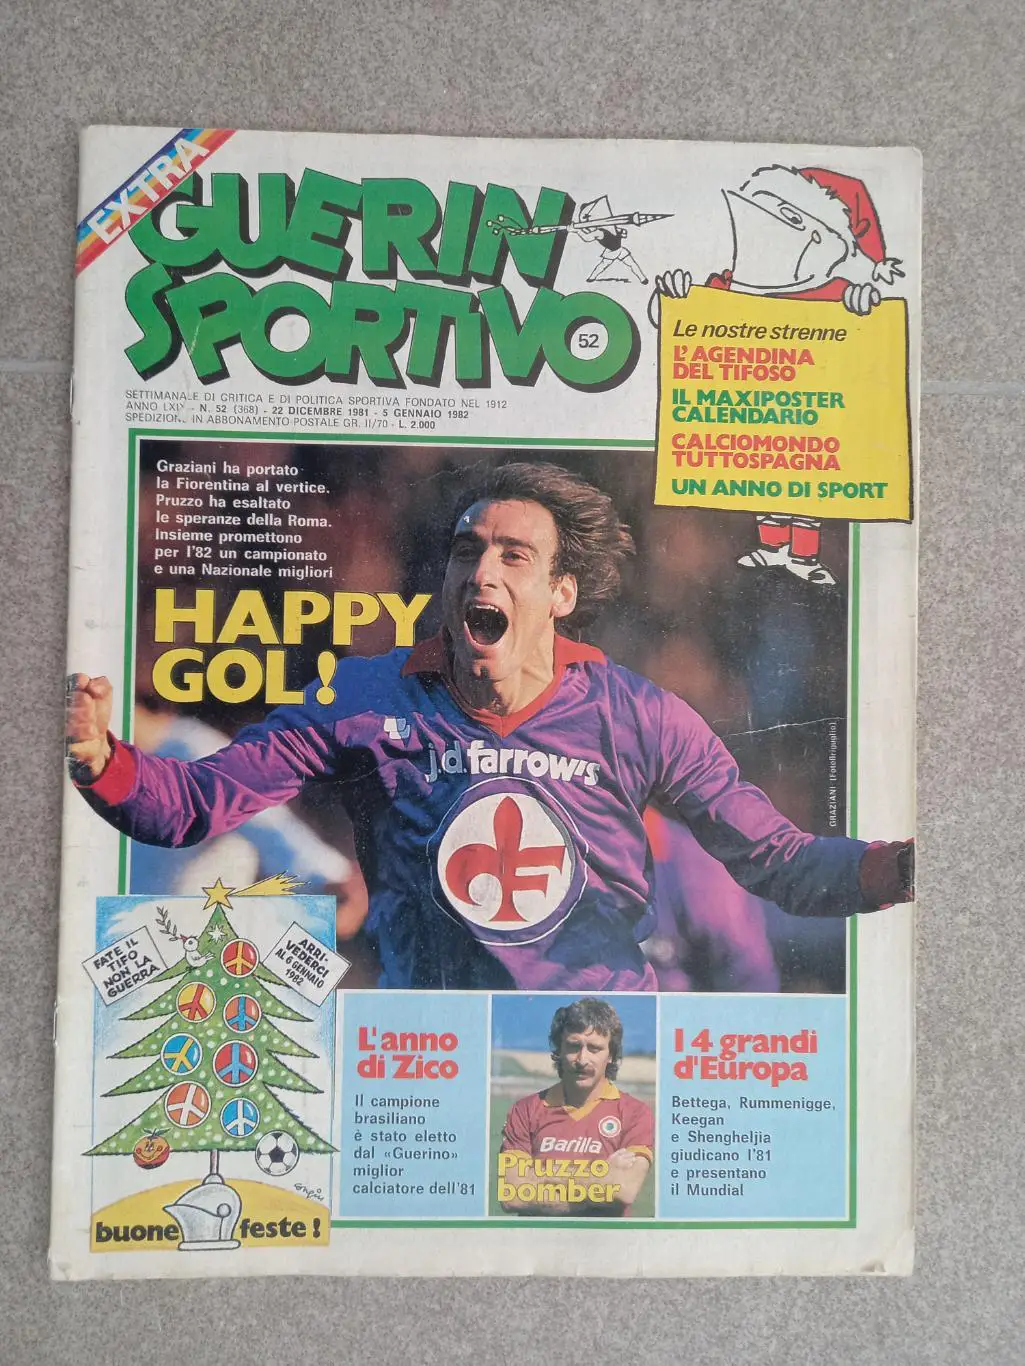 EXTRA
GUERIN
SPORTIVO
52
SETTIMANALE DI CRITICA E DI POLITICA SPORTIVA FONDATO NEL 1912
ANNO LXIX - N. 52 (368) - 22 DICEMBRE 1981 - 5 GENNAIO 1982
SPEDIZIONE IN ABBONAMENTO POSTALE GR. II/70 - L. 2.000
Le nostre strenne
L'AGENDINA
DEL TIFOSO
IL MAXIPOSTER
CALENDARIO
CALCIOMONDO
TUTTOSPAGNA
UN ANNO DI SPORT
Graziani ha portato
la Fiorentina al vertice.
Pruzzo ha esaltato
le speranze della Roma.
Insieme promettono
per l'82 un campionato
e una Nazionale migliori
HAPPY
GOL!
j.d. farrow's
F
GRAZIANI (FotoBriguglio)
FATE IL
TIFO
NON LA
GUERRA
ARRI-
VEDERCI
AL 6 GENNAIO
1982
buone feste!
L'anno
di Zico
Il campione
brasiliano
è stato eletto
dal «Guerino»
miglior
calciatore dell'81
Barilla
Pruzzo
bomber
I 4 grandi
d'Europa
Bettega, Rummenigge,
Keegan
e Shengheljia
giudicano l'81
e presentano
il Mundial